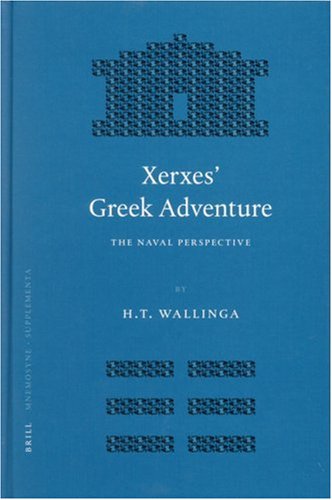 Xerxes’
Greek Adventure
THE NAVAL PERSPECTIVE
BY
H.T. WALLINGA
BRILL MNEMOSYNE · SUPPLEMENTA